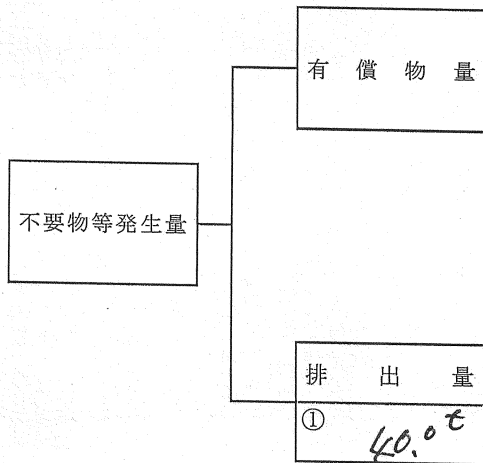 有償物量
不要物等発生量
排出量
①
40.0t